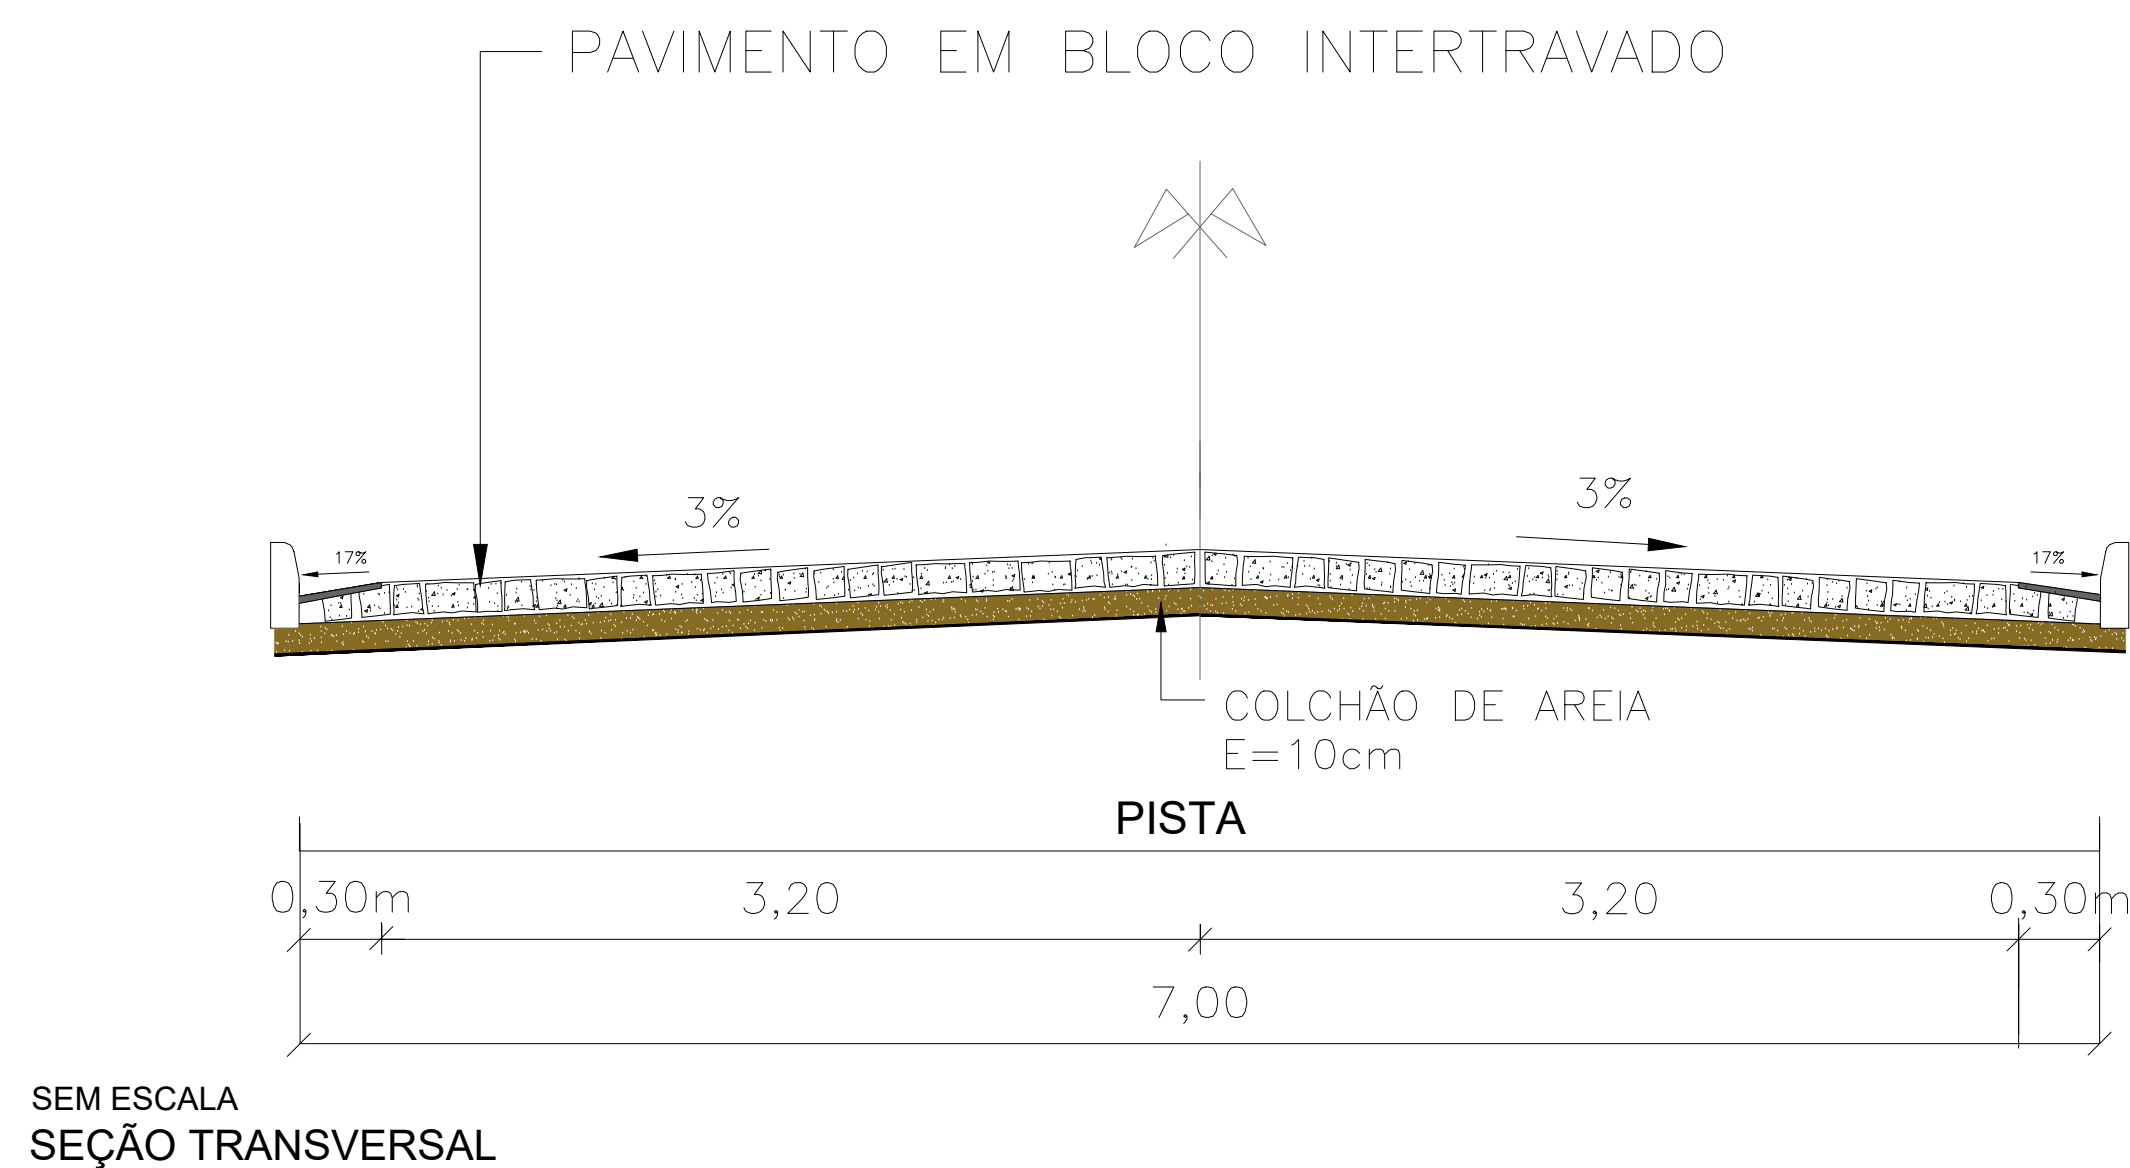 PAVIMENTO EM BLOCO INTERTRAVADO
3%
3%
17%
17%
COLCHÃO DE AREIA
E=10cm
PISTA
0,30m
3,20
3,20
0,30m
7,00
SEM ESCALA
SEÇÃO TRANSVERSAL